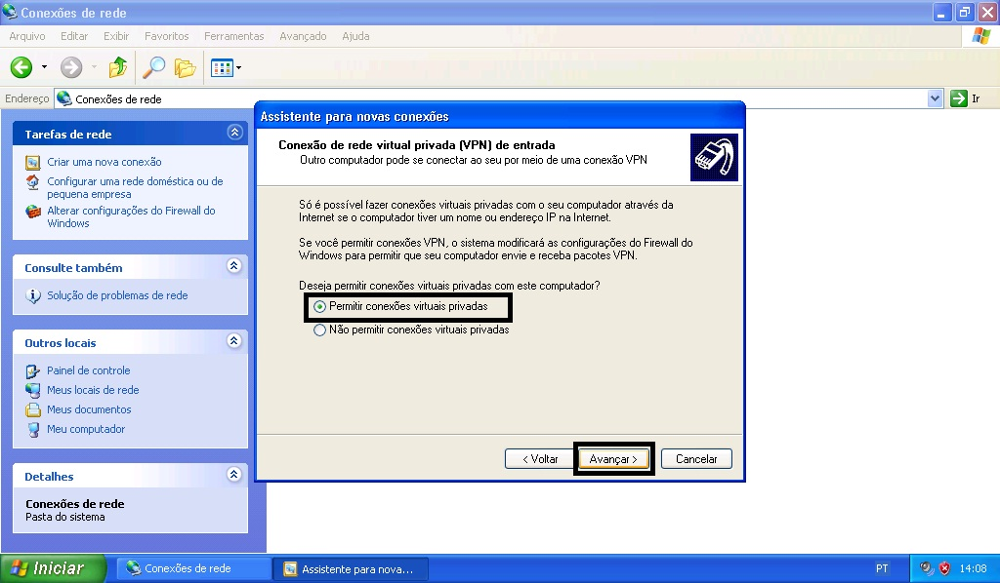 Conexões de rede
Arquivo Editar Exibir Favoritos Ferramentas Avançado Ajuda
Endereço Conexões de rede Ir
Tarefas de rede
Criar uma nova conexão
Configurar uma rede doméstica ou de
pequena empresa
Alterar configurações do Firewall do
Windows
Consulte também
Solução de problemas de rede
Outros locais
Painel de controle
Meus locais de rede
Meus documentos
Meu computador
Detalhes
Conexões de rede
Pasta do sistema
Assistente para novas conexões
Conexão de rede virtual privada (VPN) de entrada
Outro computador pode se conectar ao seu por meio de uma conexão VPN
Só é possível fazer conexões virtuais privadas com o seu computador através da
Internet se o computador tiver um nome ou endereço IP na Internet.
Se você permitir conexões VPN, o sistema modificará as configurações do Firewall do
Windows para permitir que seu computador envie e receba pacotes VPN.
Deseja permitir conexões virtuais privadas com este computador?
Permitir conexões virtuais privadas
Não permitir conexões virtuais privadas
< Voltar Avançar > Cancelar
Iniciar Conexões de rede Assistente para nova... PT 14:08